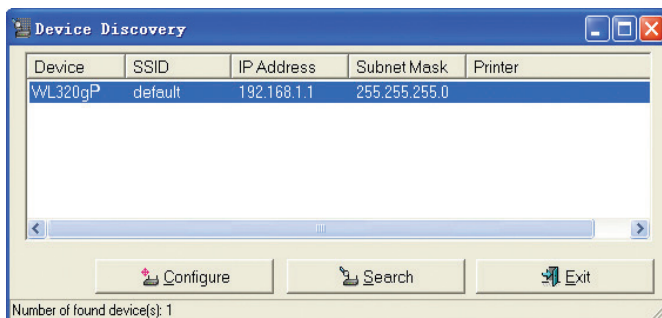 Device Discovery
Device SSID IP Address Subnet Mask Printer
WL320gP default 192.168.1.1 255.255.255.0
Configure Search Exit
Number of found device(s): 1